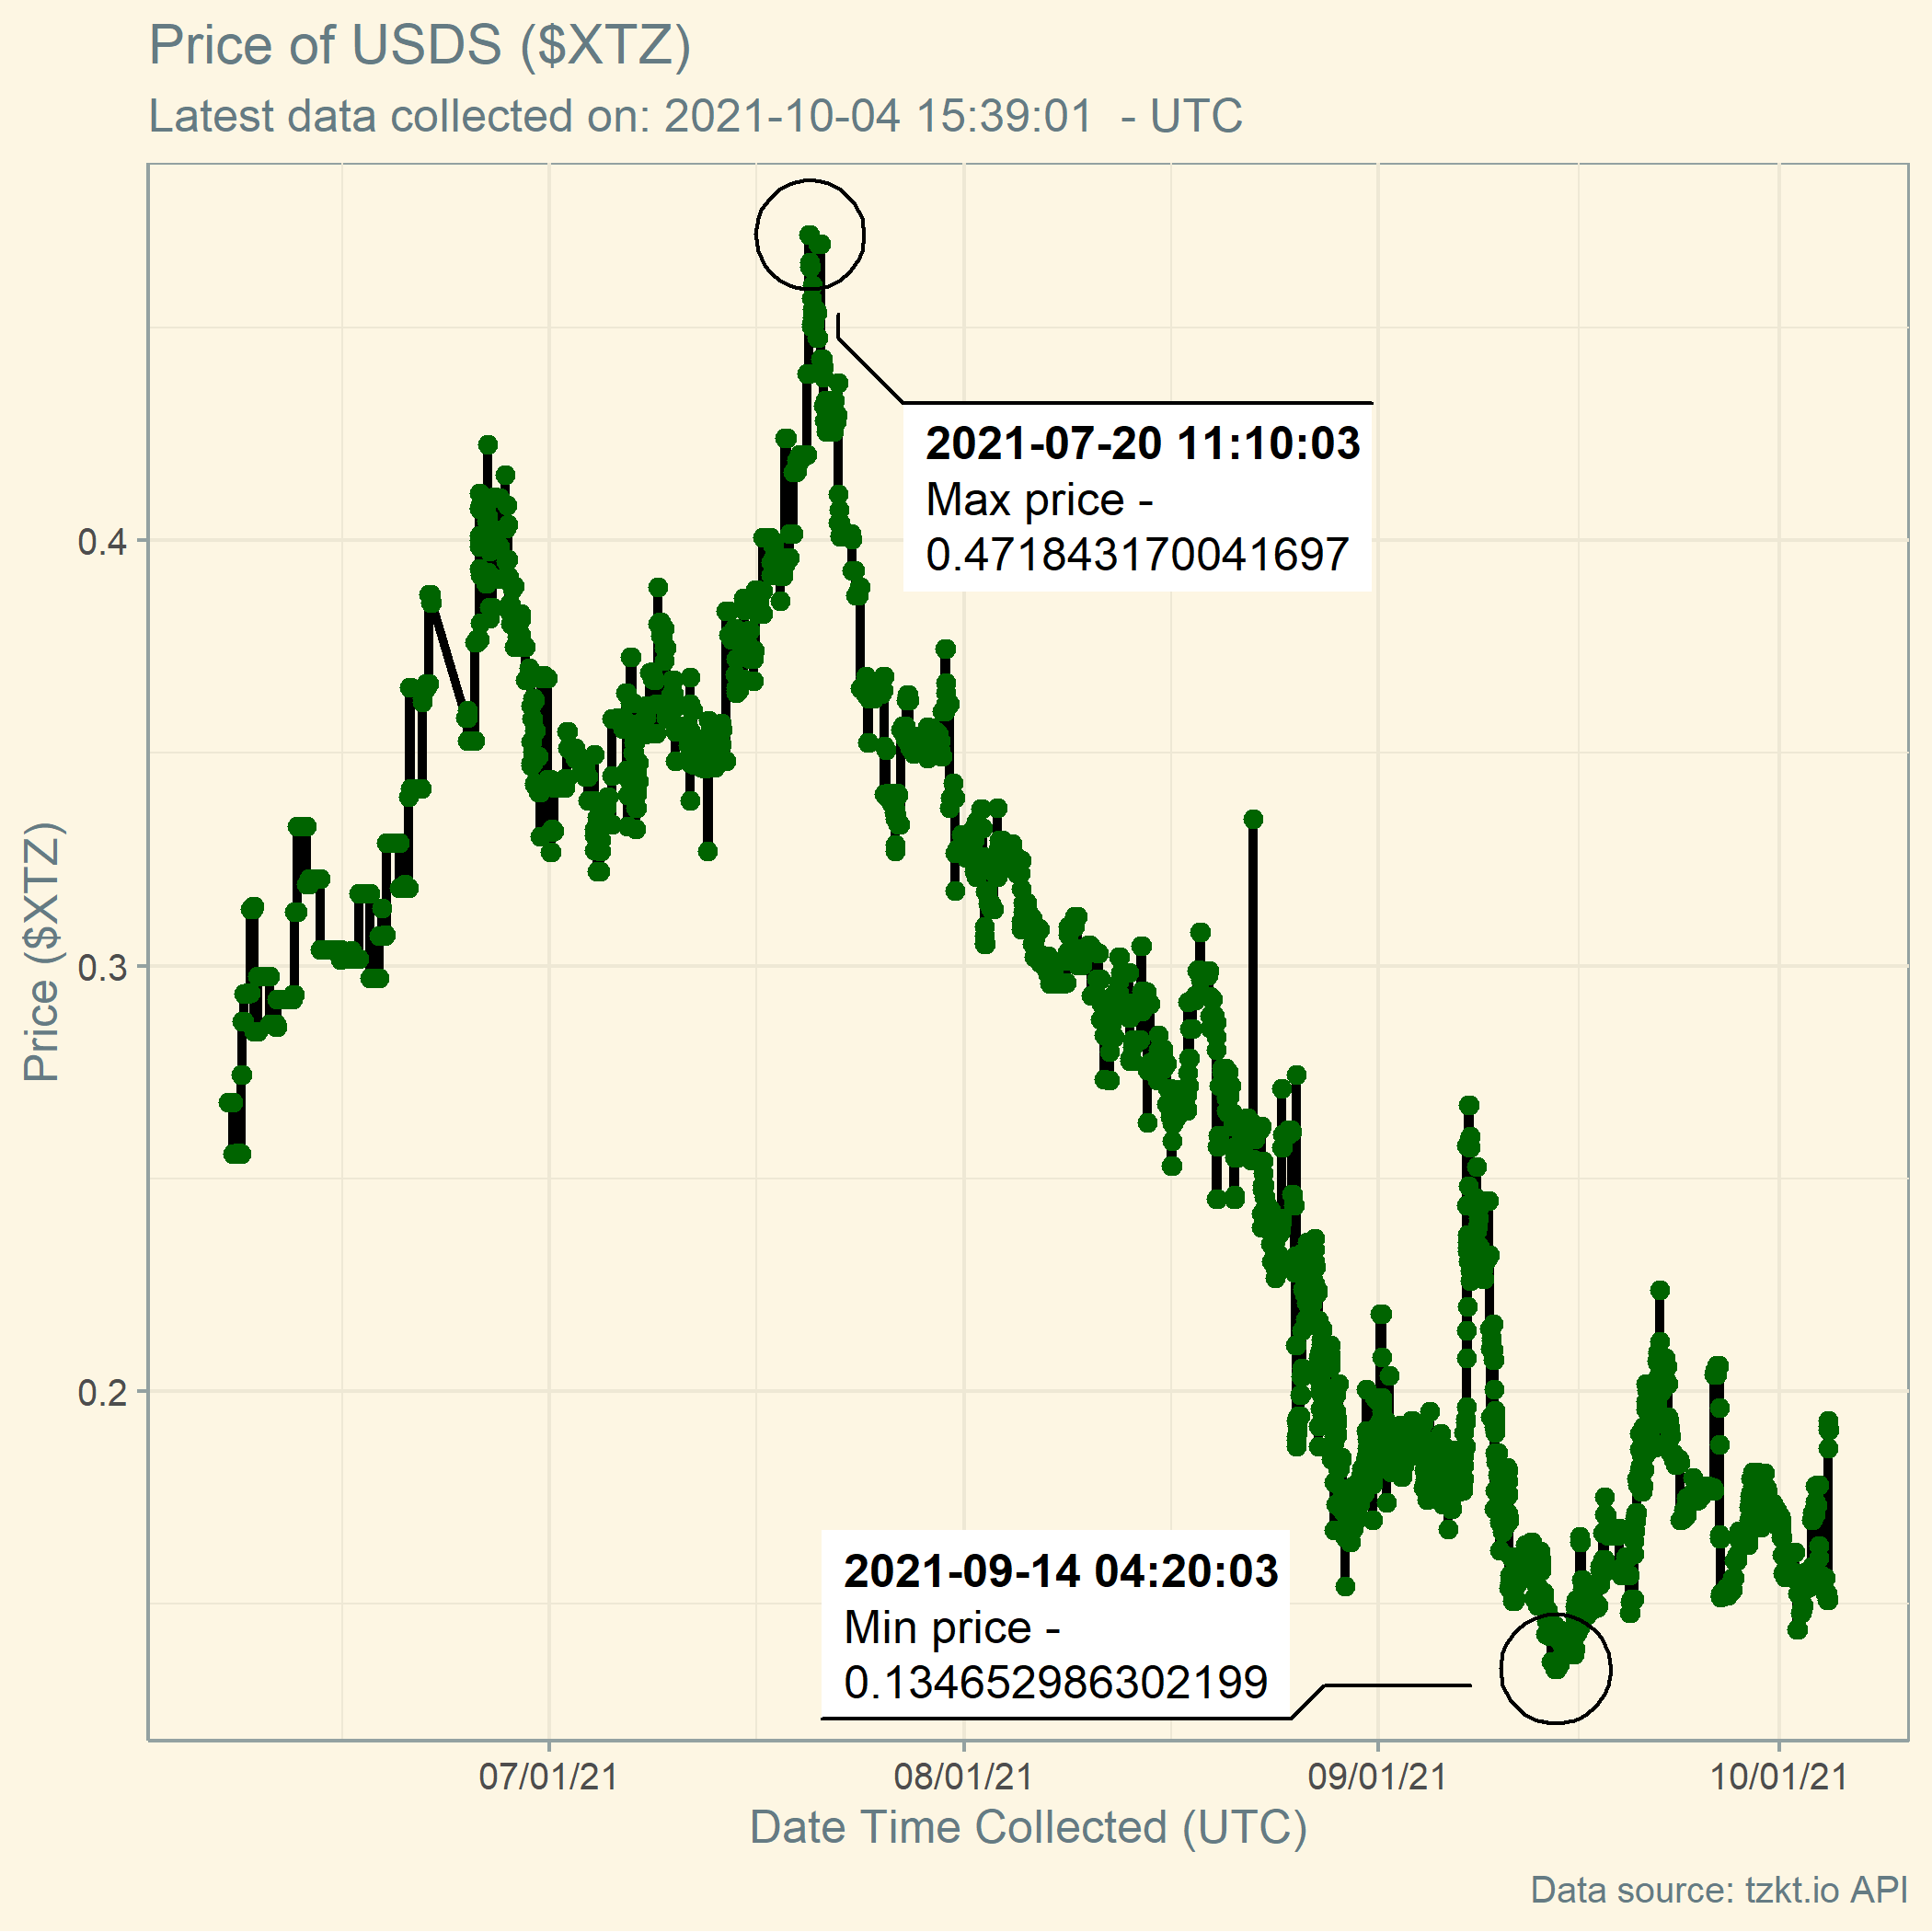 Price of USDS ($XTZ)
Latest data collected on: 2021-10-04 15:39:01  - UTC
2021-07-20 11:10:03
Max price -
0.471843170041697
0.4
0.3
0.2
Price ($XTZ)
2021-09-14 04:20:03
Min price -
0.134652986302199
07/01/21
08/01/21
09/01/21
10/01/21
Date Time Collected (UTC)
Data source: tzkt.io API